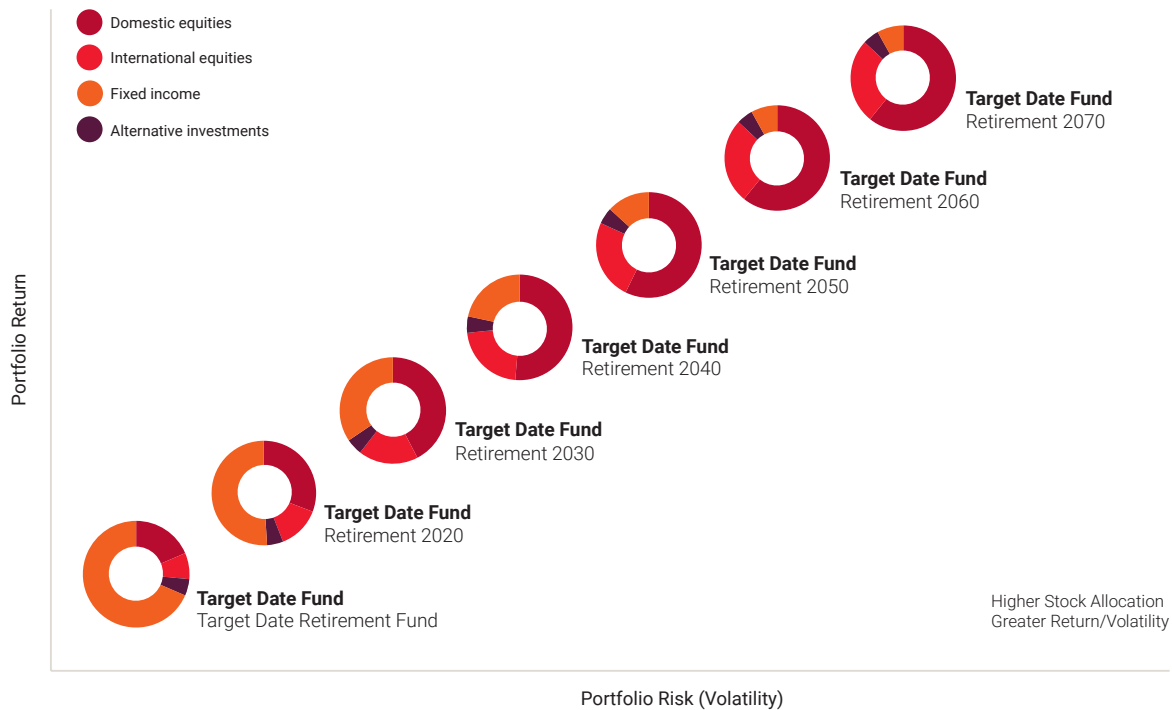 Domestic equities
International equities
Fixed income
Alternative investments
Target Date Fund
Retirement 2070
Target Date Fund
Retirement 2060
Target Date Fund
Retirement 2050
Target Date Fund
Retirement 2040
Target Date Fund
Retirement 2030
Target Date Fund
Retirement 2020
Target Date Fund
Target Date Retirement Fund
Higher Stock Allocation
Greater Return/Volatility
Portfolio Return
Portfolio Risk (Volatility)